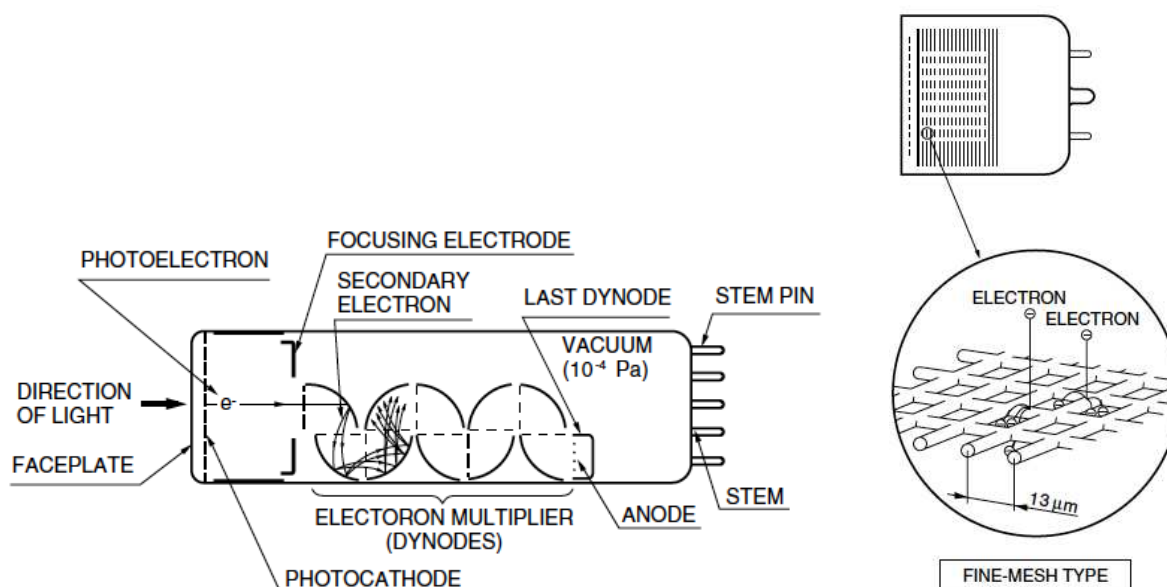 FOCUSING ELECTRODE
PHOTOELECTRON
SECONDARY
ELECTRON
LAST DYNODE
STEM PIN
VACUUM
(10⁻⁴ Pa)
DIRECTION
OF LIGHT
e-
FACEPLATE
STEM
ANODE
ELECTORON MULTIPLIER
(DYNODES)
PHOTOCATHODE
ELECTRON
ELECTRON
13 µm
FINE-MESH TYPE